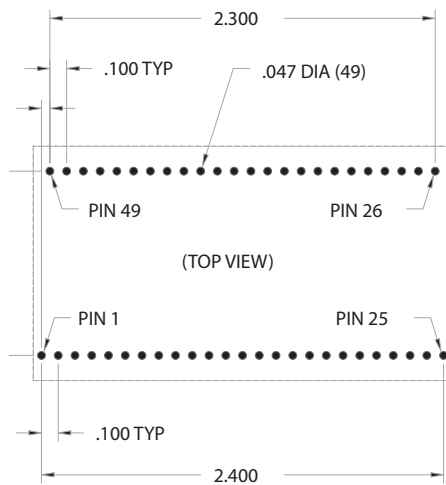 2.300
.100 TYP
.047 DIA (49)
PIN 49
PIN 26
(TOP VIEW)
PIN 1
PIN 25
.100 TYP
2.400